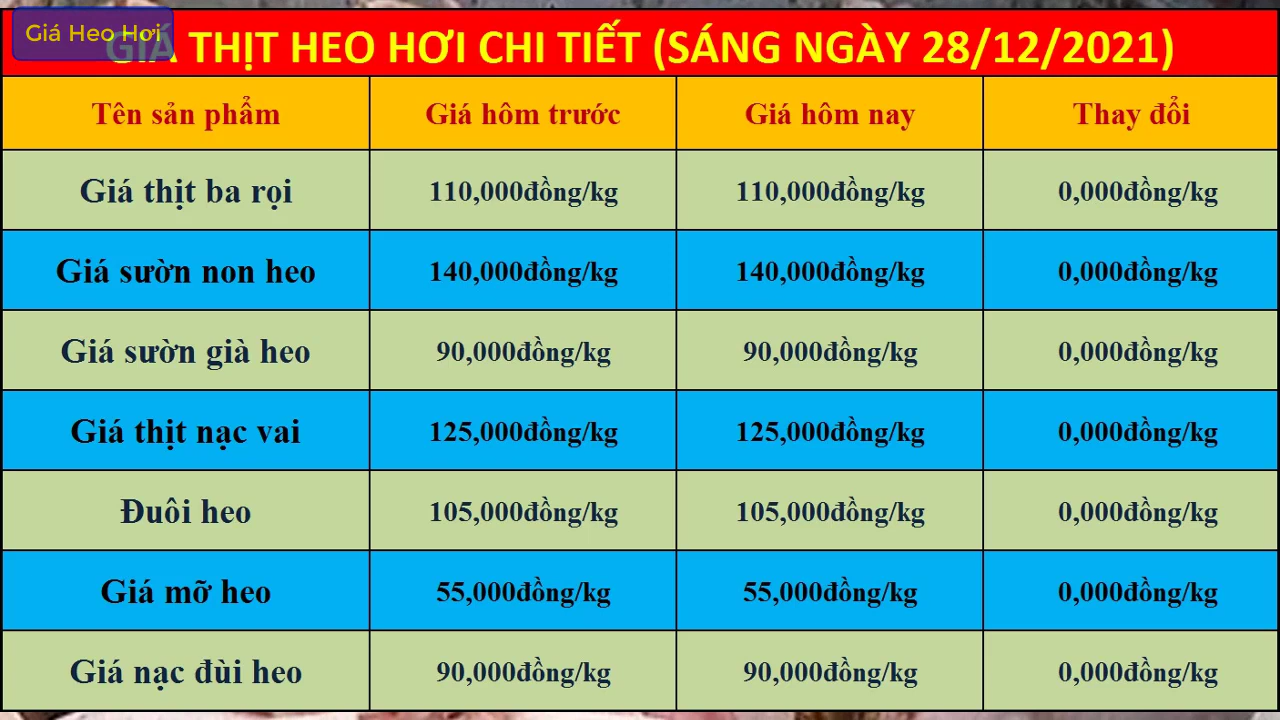 Giá Heo Hơi
GIÁ THỊT HEO HƠI CHI TIẾT (SÁNG NGÀY 28/12/2021)
Tên sản phẩm Giá hôm trước Giá hôm nay Thay đổi
Giá thịt ba rọi 110,000đồng/kg 110,000đồng/kg 0,000đồng/kg
Giá sườn non heo 140,000đồng/kg 140,000đồng/kg 0,000đồng/kg
Giá sườn già heo 90,000đồng/kg 90,000đồng/kg 0,000đồng/kg
Giá thịt nạc vai 125,000đồng/kg 125,000đồng/kg 0,000đồng/kg
Đuôi heo 105,000đồng/kg 105,000đồng/kg 0,000đồng/kg
Giá mỡ heo 55,000đồng/kg 55,000đồng/kg 0,000đồng/kg
Giá nạc đùi heo 90,000đồng/kg 90,000đồng/kg 0,000đồng/kg